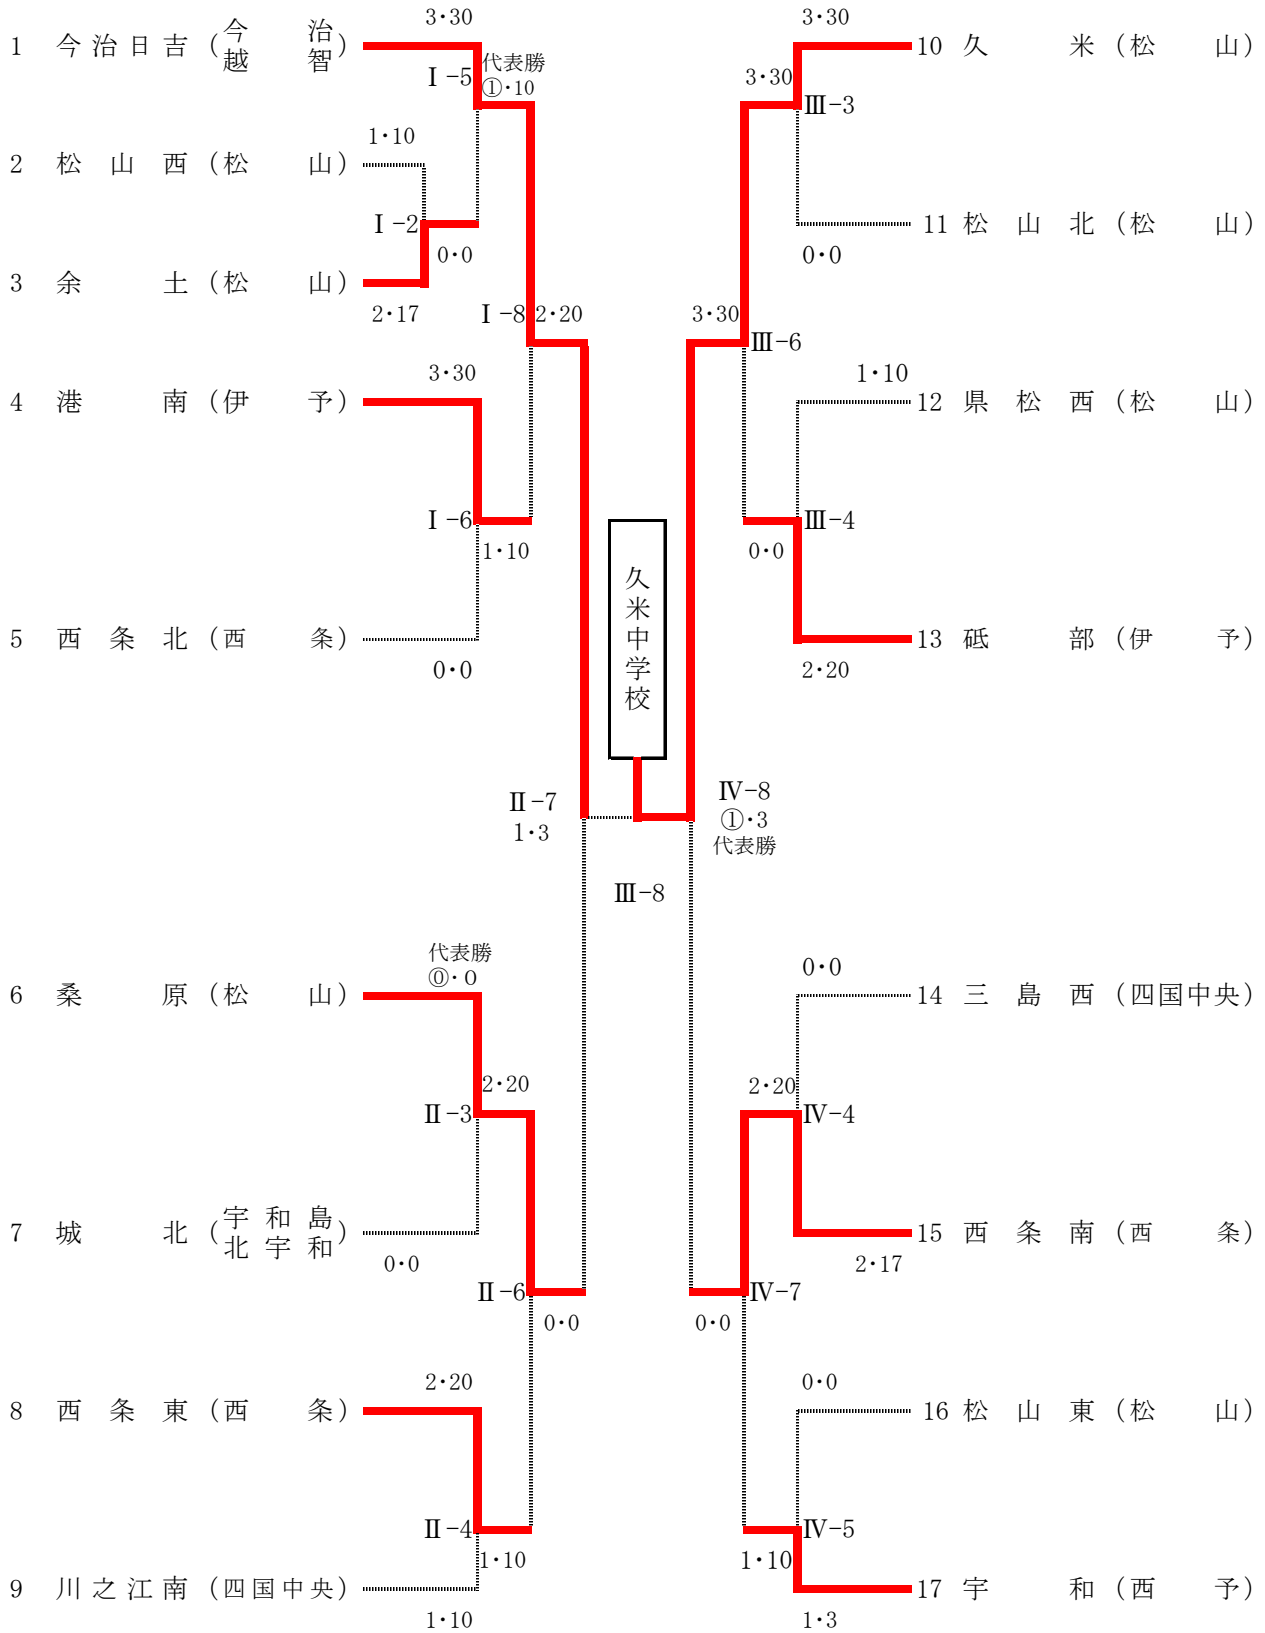 3・30
1 今治日吉（今治越智）
Ⅰ-5
代表勝
①・10
1・10
2 松山西（松山）
Ⅰ-2
0・0
3 余土（松山）
2・17
Ⅰ-8
2・20
3・30
4 港南（伊予）
Ⅰ-6
1・10
5 西条北（西条）
0・0
Ⅱ-7
1・3
代表勝
⓪・0
6 桑原（松山）
2・20
Ⅱ-3
7 城北（宇和島北宇和）
0・0
Ⅱ-6
0・0
2・20
8 西条東（西条）
Ⅱ-4
1・10
9 川之江南（四国中央）
1・10
久米中学校
Ⅲ-8
3・30
10 久米（松山）
3・30
Ⅲ-3
11 松山北（松山）
0・0
3・30
Ⅲ-6
1・10
12 県松西（松山）
Ⅲ-4
0・0
13 砥部（伊予）
2・20
Ⅳ-8
①・3
代表勝
0・0
14 三島西（四国中央）
2・20
Ⅳ-4
15 西条南（西条）
2・17
Ⅳ-7
0・0
0・0
16 松山東（松山）
Ⅳ-5
1・10
17 宇和（西予）
1・3